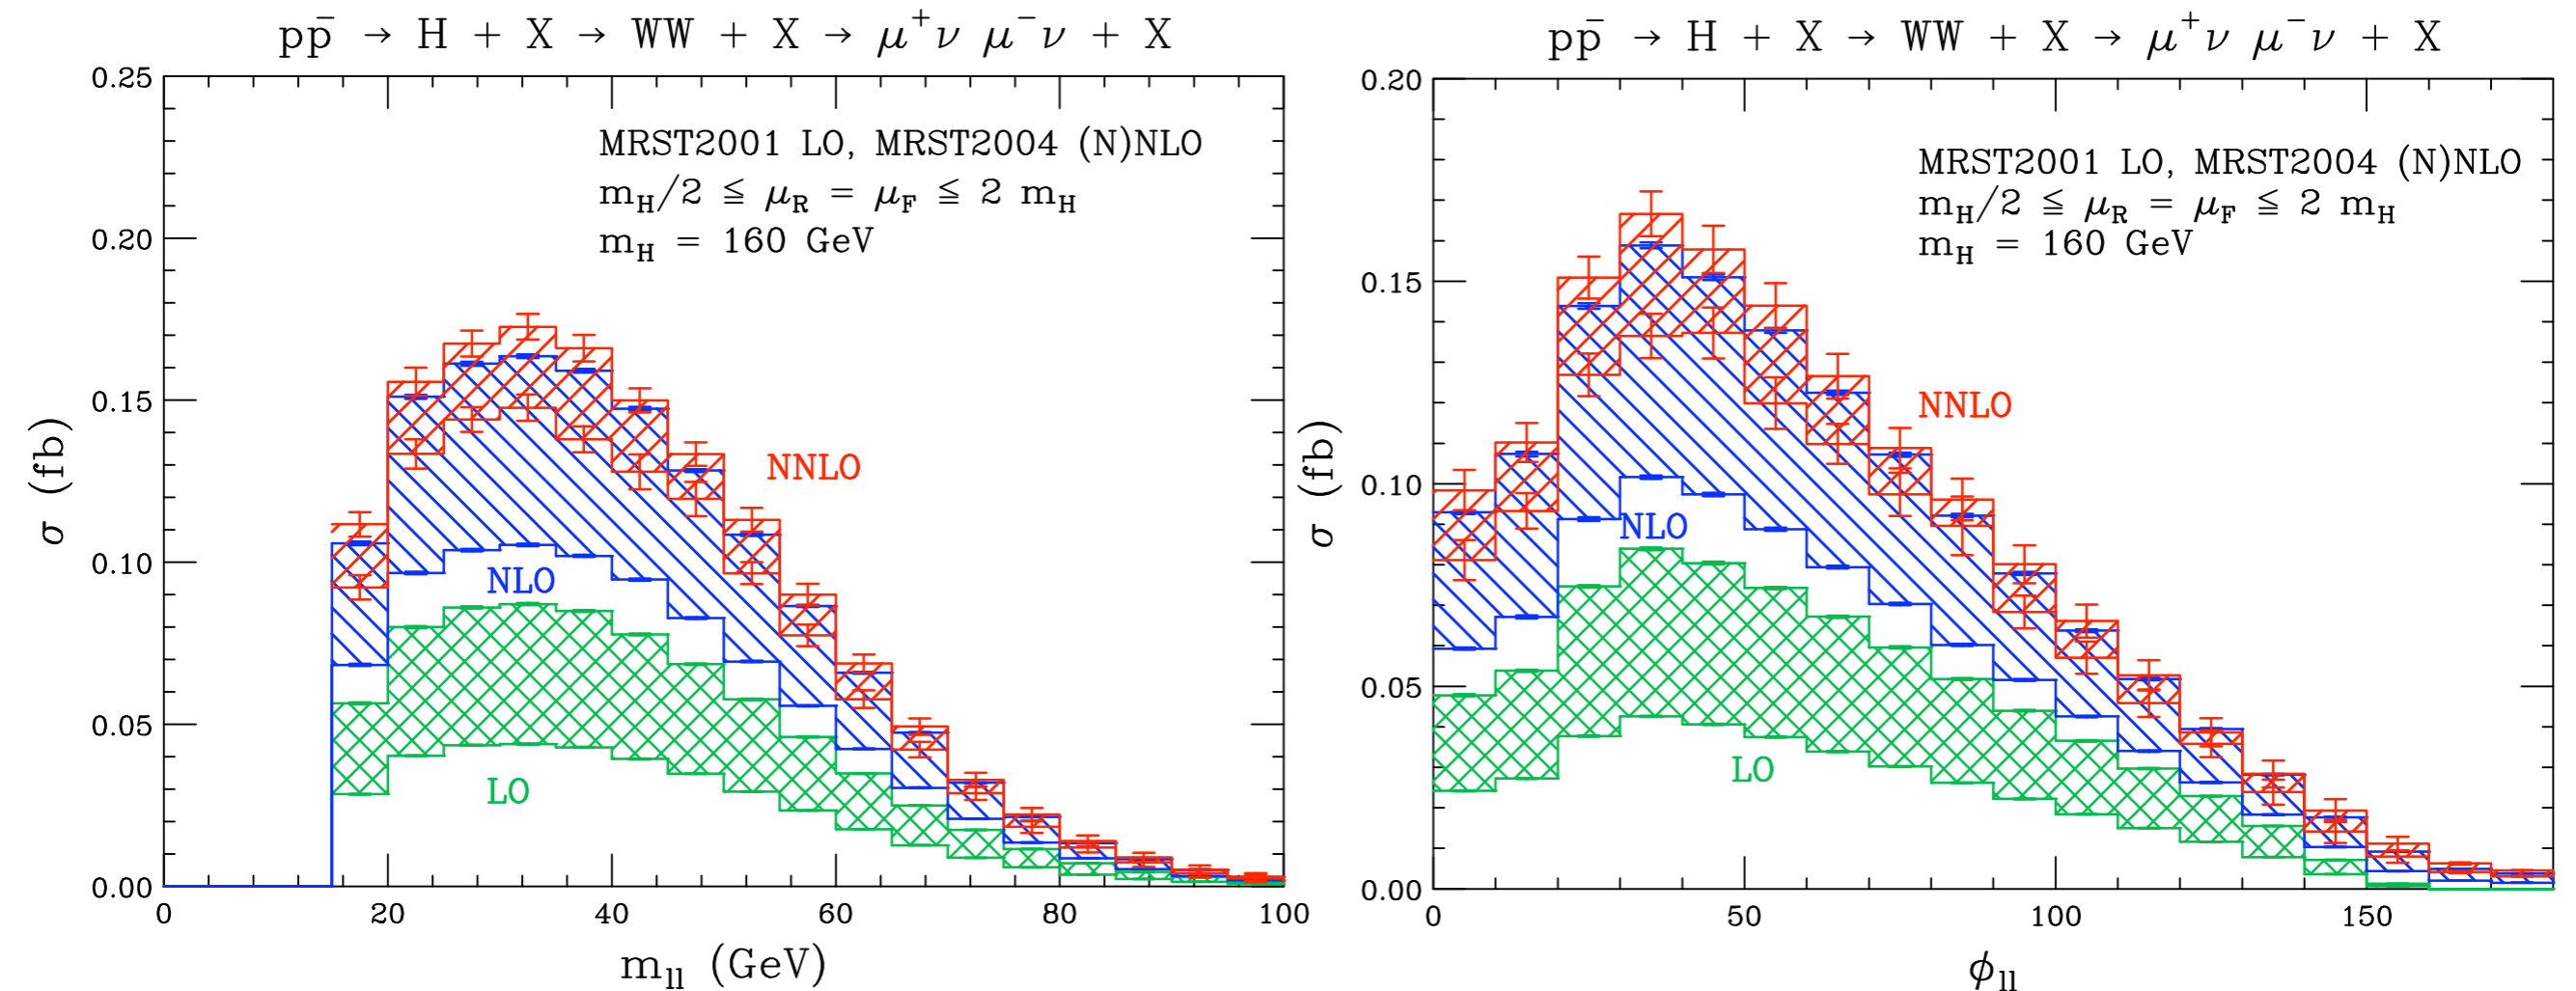 pp̄ → H + X → WW + X → μ⁺ν μ⁻ν + X
MRST2001 LO, MRST2004 (N)NLO
m_H/2 ≦ μ_R = μ_F ≦ 2 m_H
m_H = 160 GeV
NNLO
NLO
LO
σ (fb)
0.25
0.20
0.15
0.10
0.05
0.00
0 20 40 60 80 100
m_ll (GeV)
pp̄ → H + X → WW + X → μ⁺ν μ⁻ν + X
MRST2001 LO, MRST2004 (N)NLO
m_H/2 ≦ μ_R = μ_F ≦ 2 m_H
m_H = 160 GeV
NNLO
NLO
LO
σ (fb)
0.20
0.15
0.10
0.05
0.00
0 50 100 150
ϕ_ll